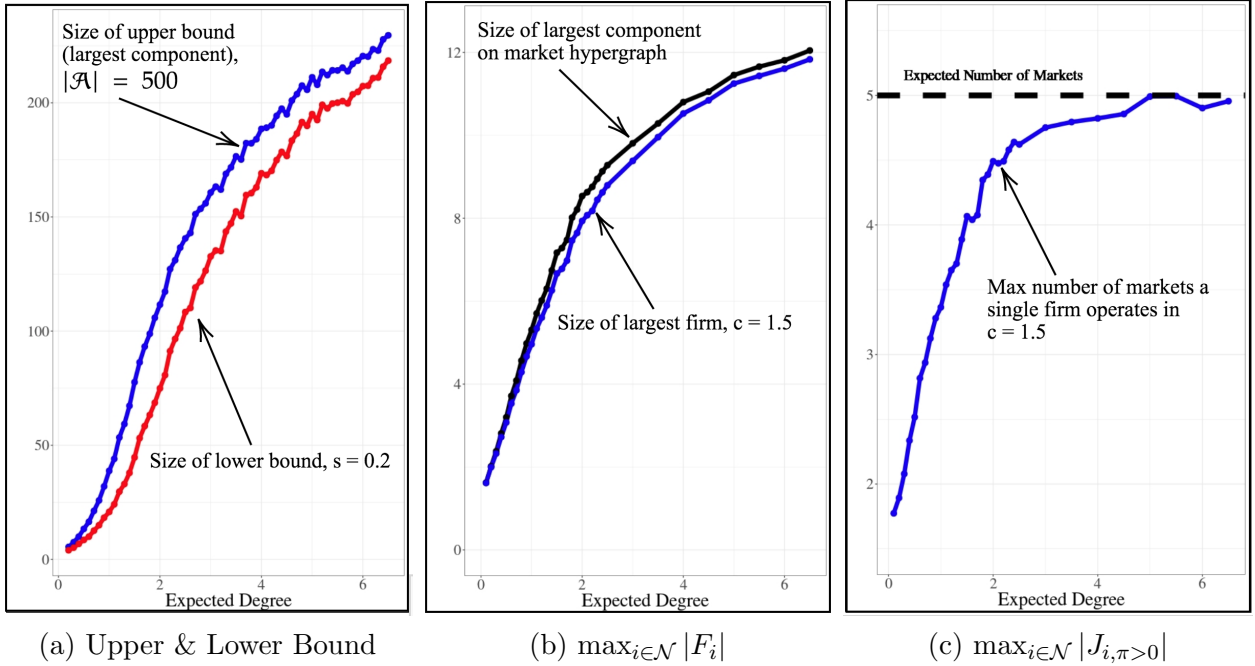 Size of upper bound
(largest component),
|𝒜| = 500
200
150
100
50
0
Size of lower bound, s = 0.2
0 2 4 6
Expected Degree
(a) Upper & Lower Bound
Size of largest component
on market hypergraph
12
8
4
0
Size of largest firm, c = 1.5
0 2 4 6
Expected Degree
(b) max_{i∈𝒩} |F_i|
Expected Number of Markets
5
4
3
2
Max number of markets a
single firm operates in
c = 1.5
0 2 4 6
Expected Degree
(c) max_{i∈𝒩} |J_{i,π>0}|